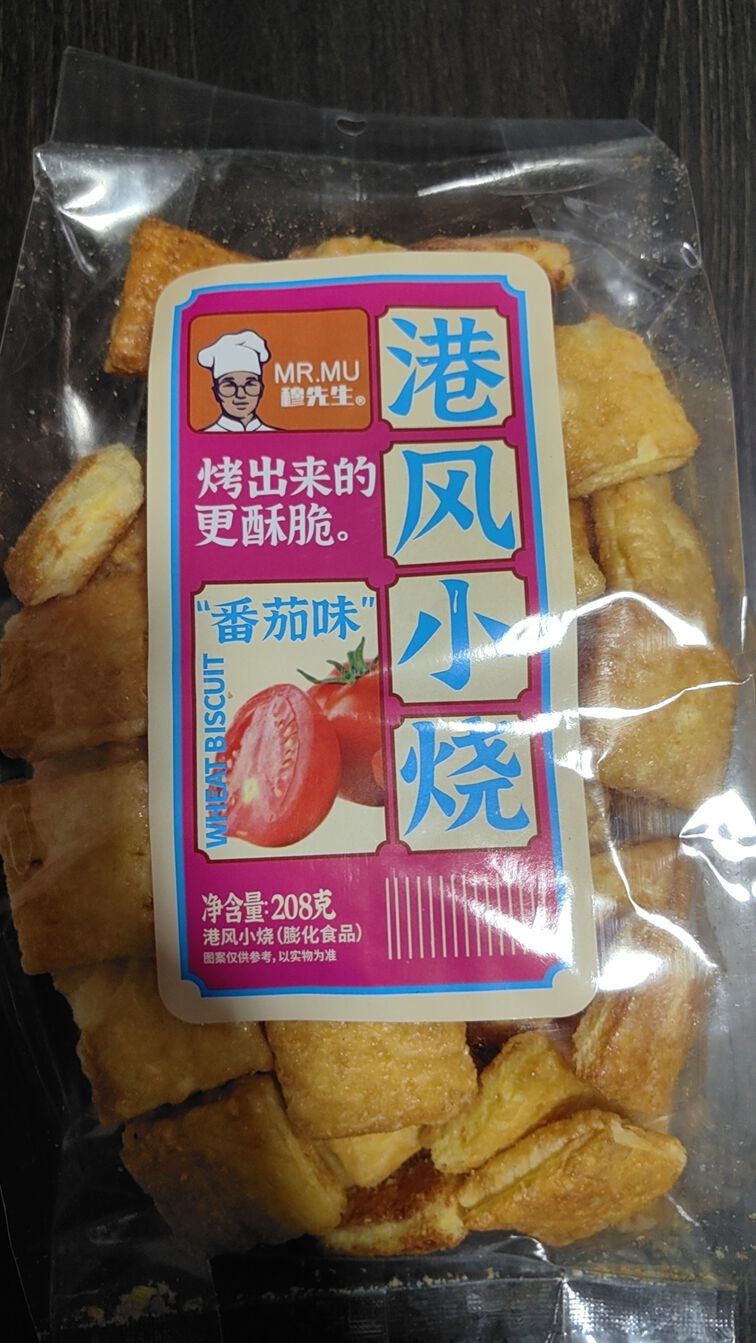 MR.MU
穆先生®
港风小烧
烤出来的
更酥脆。
“番茄味”
WHEAT BISCUIT
净含量:208克
港风小烧(膨化食品)
图案仅供参考,以实物为准